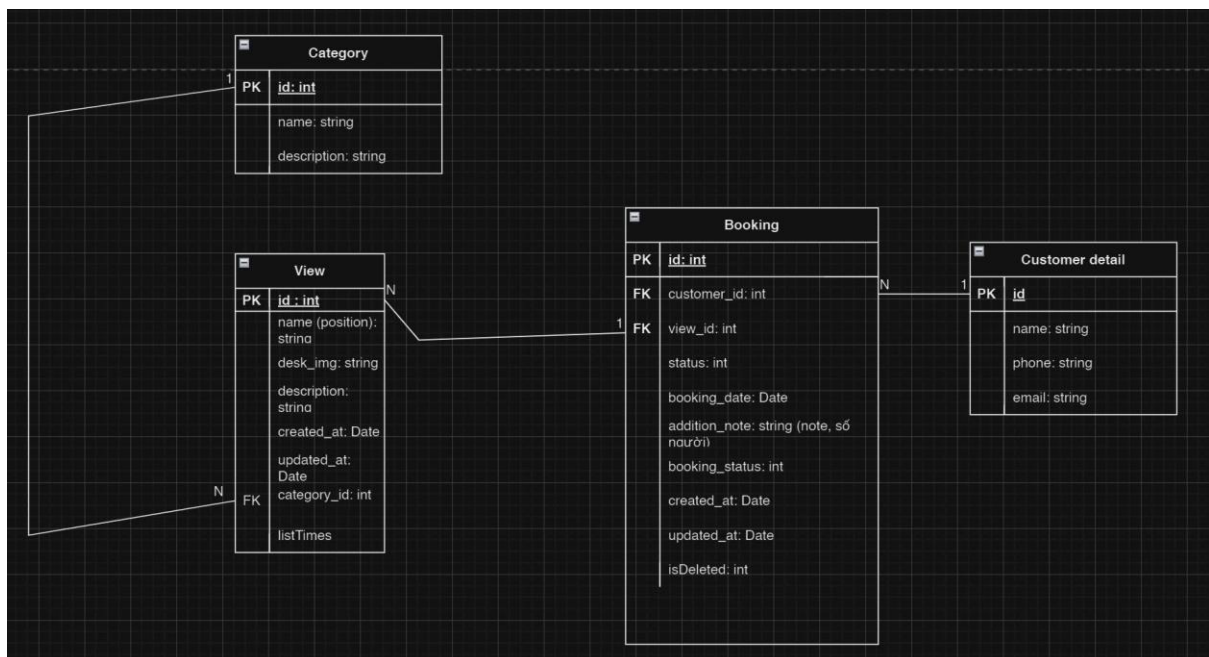 Category
1
PK id: int
name: string
description: string
View
N
PK id : int
name (position):
string
desk_img: string
description:
string
created_at: Date
updated_at:
Date
N
FK category_id: int
listTimes
Booking
PK id: int
N
FK customer_id: int
1
FK view_id: int
status: int
booking_date: Date
addition_note: string (note, số
người)
booking_status: int
created_at: Date
updated_at: Date
isDeleted: int
Customer detail
1
PK id
name: string
phone: string
email: string